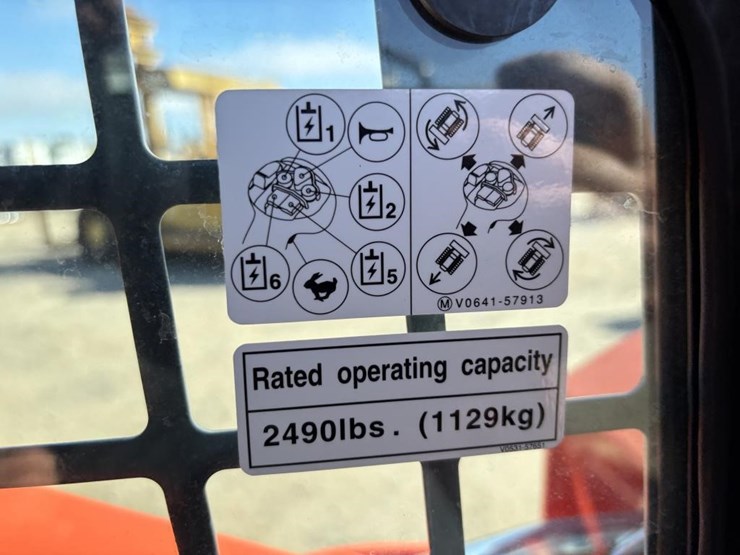 1
2
6
5
Ⓜ V0641-57913
Rated operating capacity
2490lbs. (1129kg)